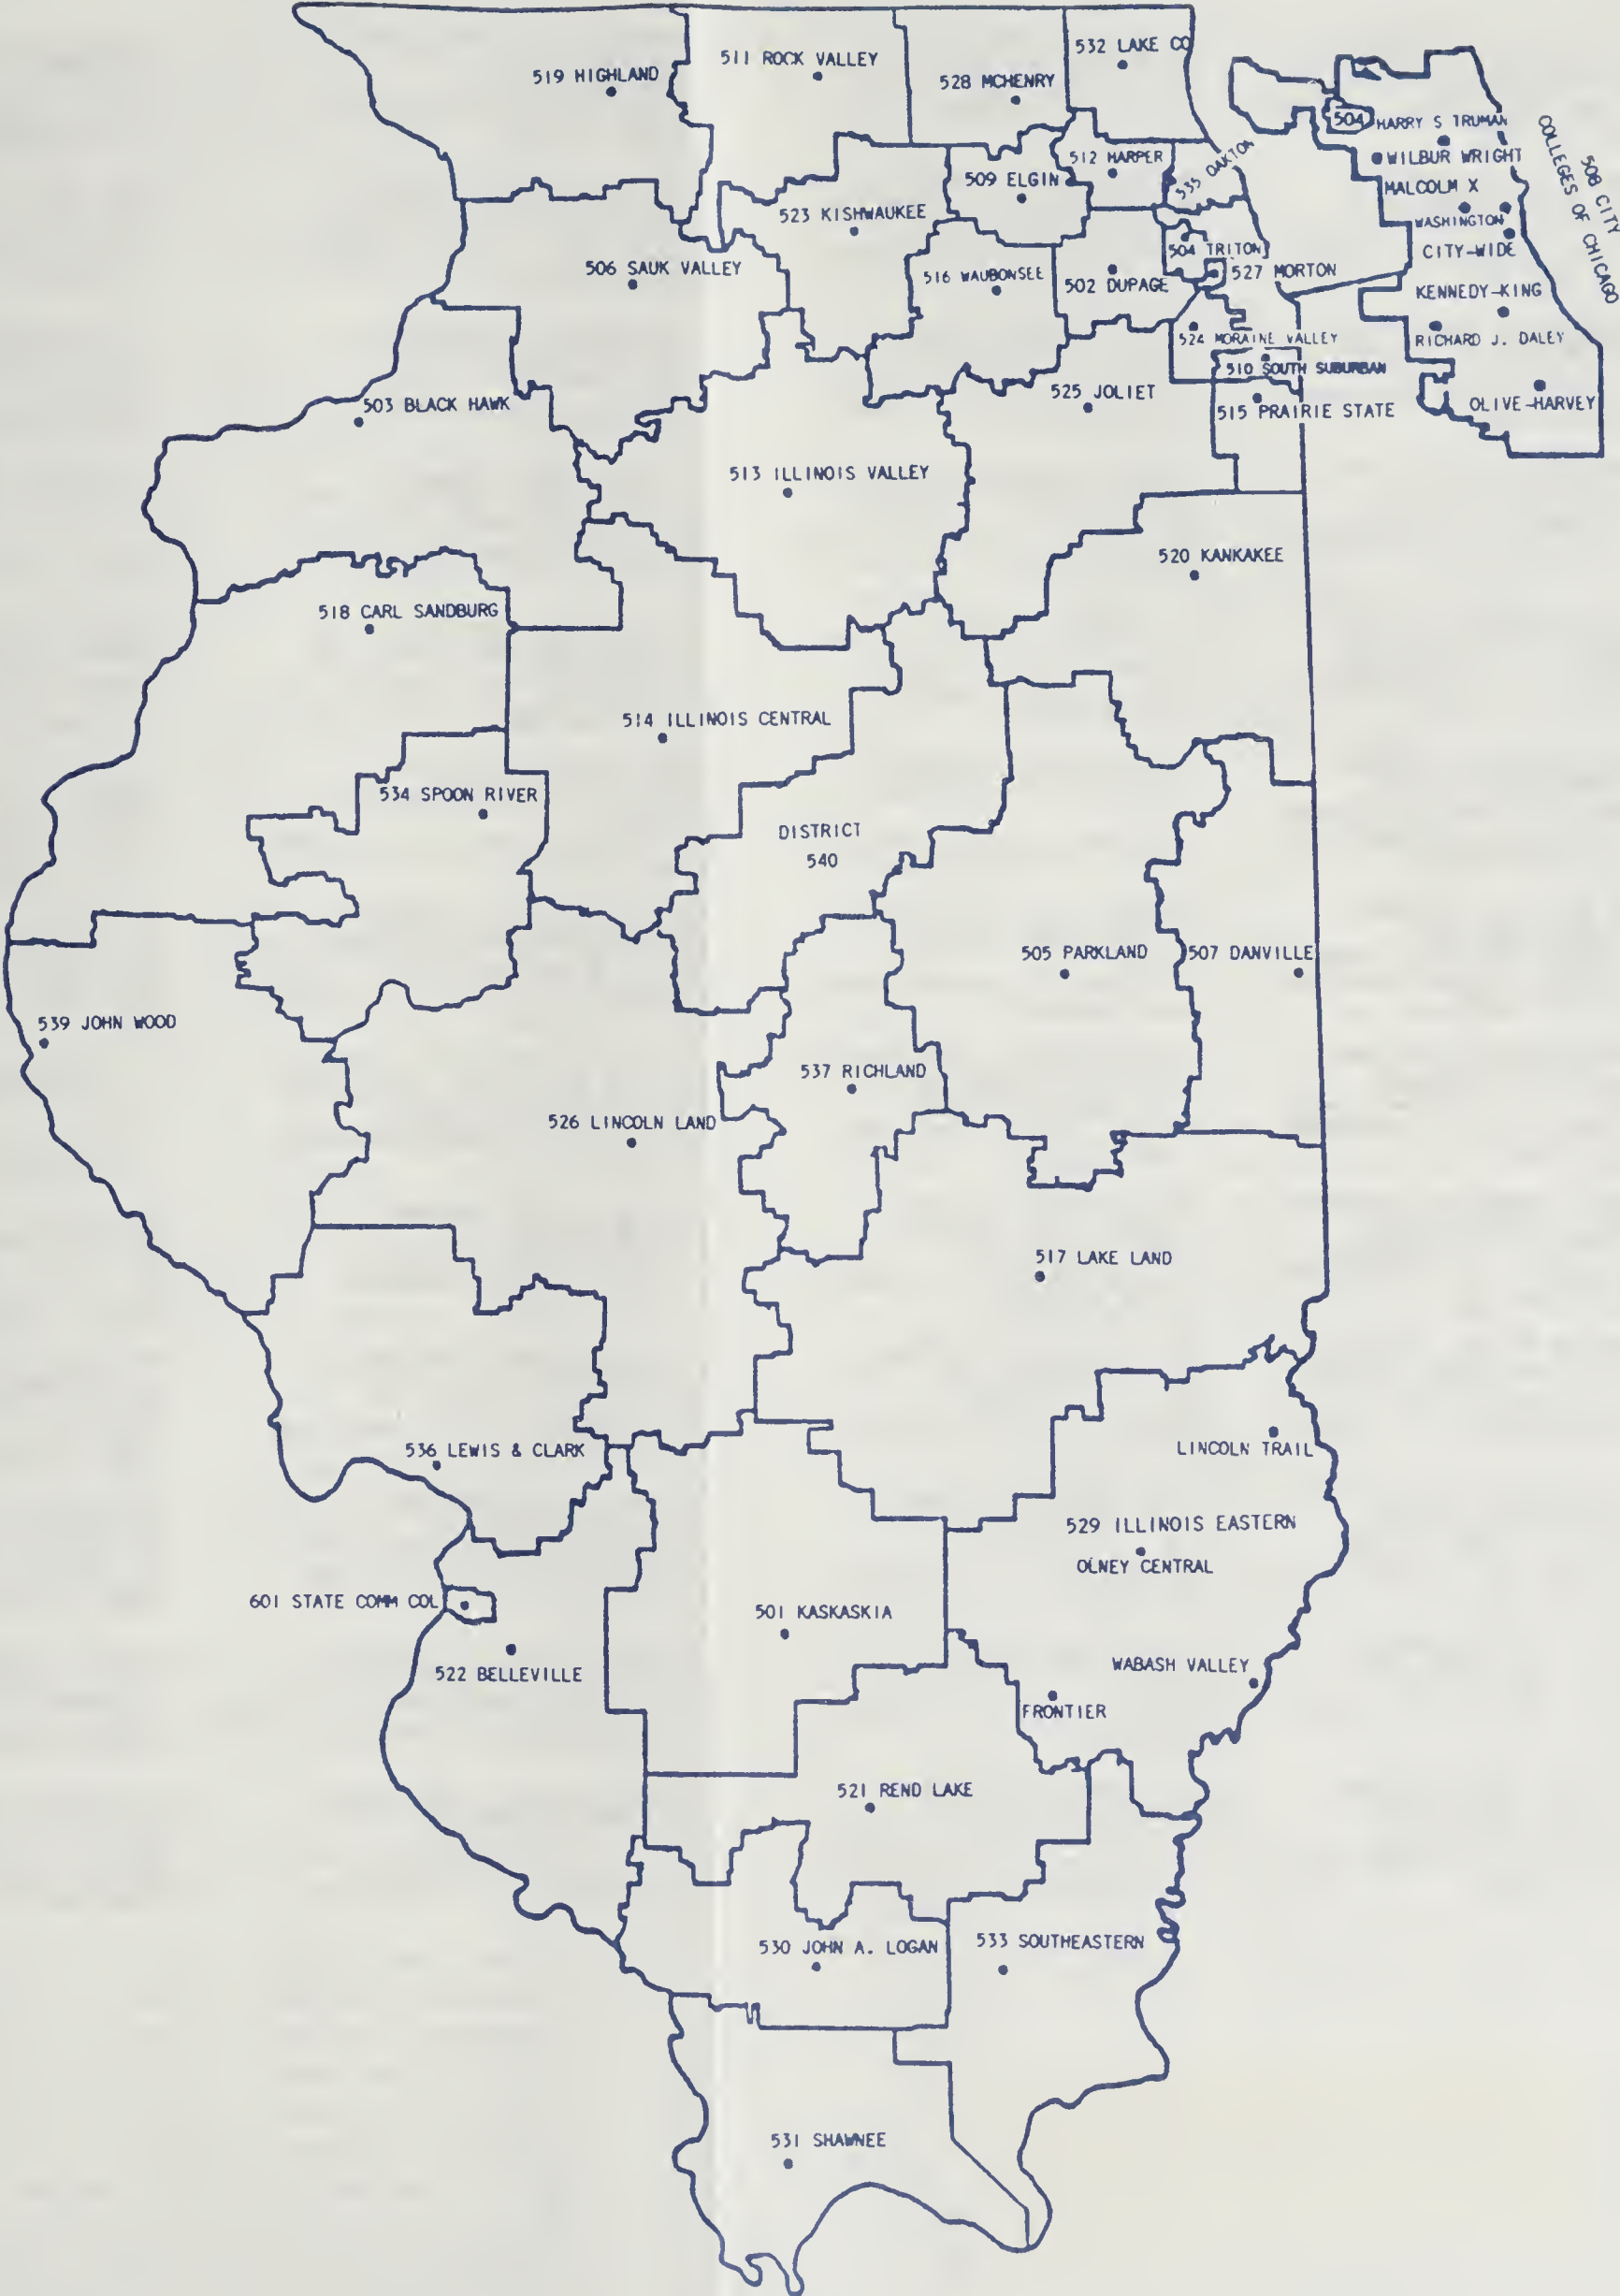 532 LAKE CO
511 ROCK VALLEY
519 HIGHLAND
528 MCHENRY
504
HARRY S TRUMAN
508 CITY
COLLEGES OF CHICAGO
512 HARPER
535 OAKTON
WILBUR WRIGHT
509 ELGIN
MALCOLM X
523 KISHWAUKEE
WASHINGTON
504 TRITON
CITY-WIDE
506 SAUK VALLEY
516 WAUBONSEE
502 DUPAGE
527 MORTON
KENNEDY-KING
524 MORAINE VALLEY
RICHARD J. DALEY
510 SOUTH SUBURBAN
525 JOLIET
503 BLACK HAWK
515 PRAIRIE STATE
OLIVE-HARVEY
513 ILLINOIS VALLEY
520 KANKAKEE
518 CARL SANDBURG
514 ILLINOIS CENTRAL
534 SPOON RIVER
DISTRICT
540
505 PARKLAND
507 DANVILLE
539 JOHN WOOD
537 RICHLAND
526 LINCOLN LAND
517 LAKE LAND
536 LEWIS & CLARK
LINCOLN TRAIL
529 ILLINOIS EASTERN
OLNEY CENTRAL
601 STATE COMM COL
501 KASKASKIA
522 BELLEVILLE
WABASH VALLEY
FRONTIER
521 REND LAKE
530 JOHN A. LOGAN
533 SOUTHEASTERN
531 SHAWNEE